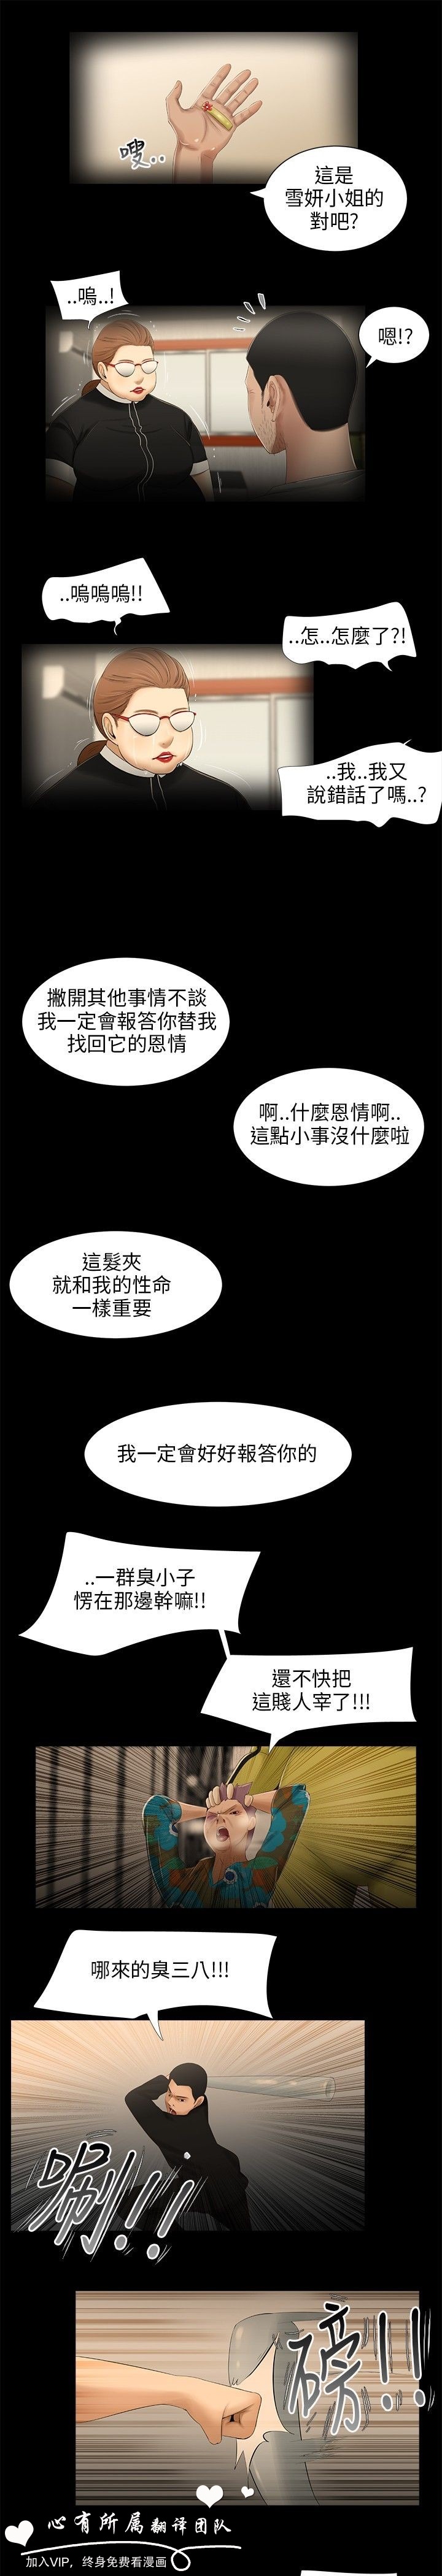 嗖..
這是
雪妍小姐的
對吧?
..嗚..!
嗯!?
..嗚嗚嗚!!
..怎..怎麼了?!
..我..我又
說錯話了嗎..?
撇開其他事情不談
我一定會報答你替我
找回它的恩情
啊..什麼恩情啊..
這點小事沒什麼啦
這髮夾
就和我的性命
一樣重要
我一定會好好報答你的
..一群臭小子
愣在那邊幹嘛!!
還不快把
這賤人宰了!!!
哪來的臭三八!!!
唰!!
磅!!
心有所属翻译团队
加入VIP，终身免费看漫画